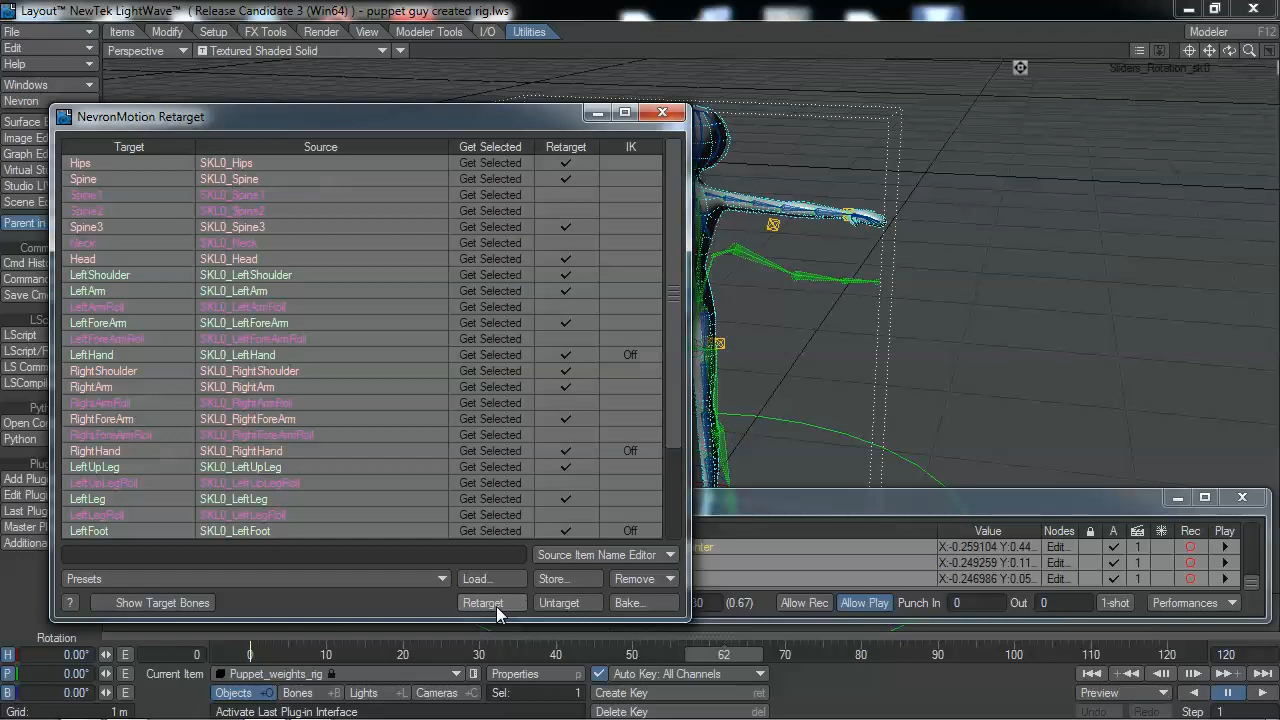 Layout™ NewTek LightWave® ( Release Candidate 3 (Win64) ) - puppet guy created rig.lws
File Items Modify Setup FX Tools Render View Modeler Tools I/O Utilities Modeler F12
Edit Perspective Textured Shaded Solid
Help Sliders_Rotation_skl0
Windows
Nevron NevronMotion Retarget
Surface E
Image Edi
Graph Edi
Virtual St
Studio LI
Scene Ed
Parent in
Com
Cmd Hist
Comman
Save Cm
LSc
LScript
LScript/F
LS Comm
LSCompil
Pyt
Open Co
Python
Plug
Add Plug
Edit Plug
Last Plug
Master P
Additiona
Target Source Get Selected Retarget IK
Hips SKL0_Hips Get Selected
Spine SKL0_Spine Get Selected
Spine1 SKL0_Spine1 Get Selected
Spine2 SKL0_Spine2 Get Selected
Spine3 SKL0_Spine3 Get Selected
Neck SKL0_Neck Get Selected
Head SKL0_Head Get Selected
LeftShoulder SKL0_LeftShoulder Get Selected
LeftArm SKL0_LeftArm Get Selected
LeftArmRoll SKL0_LeftArmRoll Get Selected
LeftForeArm SKL0_LeftForeArm Get Selected
LeftForeArmRoll SKL0_LeftForeArmRoll Get Selected
LeftHand SKL0_LeftHand Get Selected Off
RightShoulder SKL0_RightShoulder Get Selected
RightArm SKL0_RightArm Get Selected
RightArmRoll SKL0_RightArmRoll Get Selected
RightForeArm SKL0_RightForeArm Get Selected
RightForeArmRoll SKL0_RightForeArmRoll Get Selected
RightHand SKL0_RightHand Get Selected Off
LeftUpLeg SKL0_LeftUpLeg Get Selected
LeftUpLegRoll SKL0_LeftUpLegRoll Get Selected
LeftLeg SKL0_LeftLeg Get Selected
LeftLegRoll SKL0_LeftLegRoll Get Selected
LeftFoot SKL0_LeftFoot Get Selected Off
Source Item Name Editor
Presets Load... Store... Remove
? Show Target Bones Retarget Untarget Bake...
Value Nodes A Rec Play
X:-0.259104 Y:0.44... Edit... 1
X:-0.249259 Y:0.11... Edit... 1
X:-0.246986 Y:0.05... Edit... 1
(0.67) Allow Rec Allow Play Punch In 0 Out 0 1-shot Performances
Rotation
H 0.00° E 0 0 10 20 30 40 50 62 70 80 90 100 110 120 120
P 0.00° E Current Item Puppet_weights_rig Properties p Auto Key: All Channels
B 0.00° E Objects +O Bones +B Lights +L Cameras +C Sel: 1 Create Key ret Preview
Grid: 1 m Activate Last Plug-in Interface Delete Key del Undo Redo Step 1